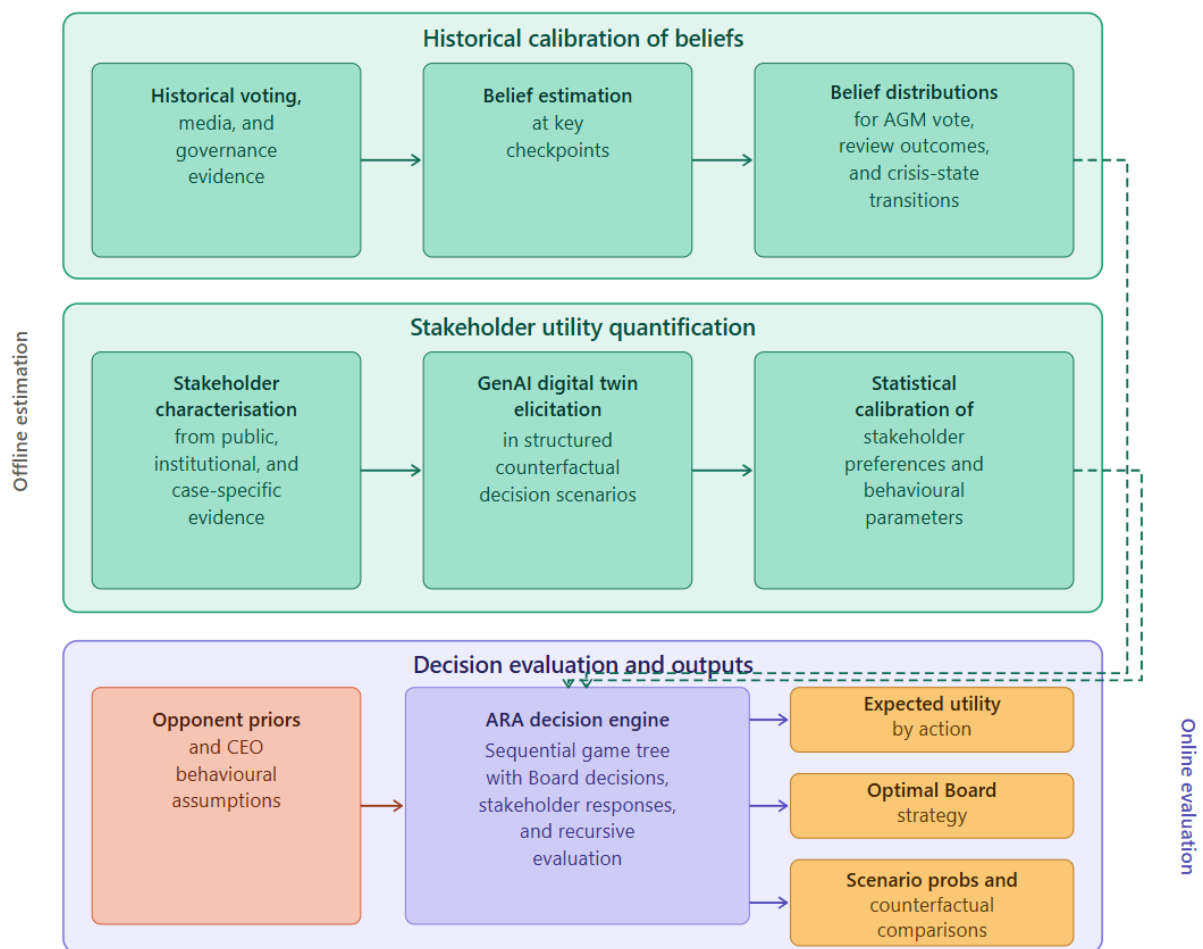 Historical calibration of beliefs
Historical voting,
media, and
governance
evidence
Belief estimation
at key
checkpoints
Belief distributions
for AGM vote,
review outcomes,
and crisis-state
transitions
Offline estimation
Stakeholder utility quantification
Stakeholder
characterisation
from public,
institutional, and
case-specific
evidence
GenAI digital twin
elicitation
in structured
counterfactual
decision scenarios
Statistical
calibration of
stakeholder
preferences and
behavioural
parameters
Decision evaluation and outputs
Opponent priors
and CEO
behavioural
assumptions
ARA decision engine
Sequential game tree
with Board decisions,
stakeholder responses,
and recursive
evaluation
Expected utility
by action
Optimal Board
strategy
Scenario probs and
counterfactual
comparisons
Online evaluation